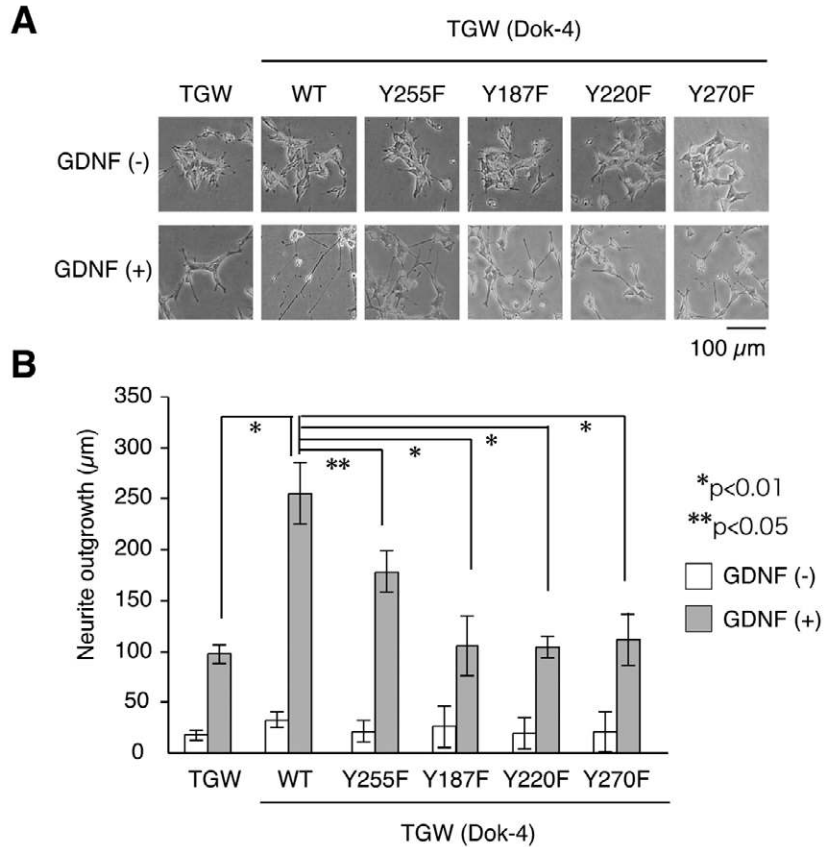 A
TGW (Dok-4)
TGW WT Y255F Y187F Y220F Y270F
GDNF (-)
GDNF (+)
100 μm
B
Neurite outgrowth (μm)
350
300
250
200
150
100
50
0
* ** * * *
*p<0.01
**p<0.05
GDNF (-)
GDNF (+)
TGW WT Y255F Y187F Y220F Y270F
TGW (Dok-4)